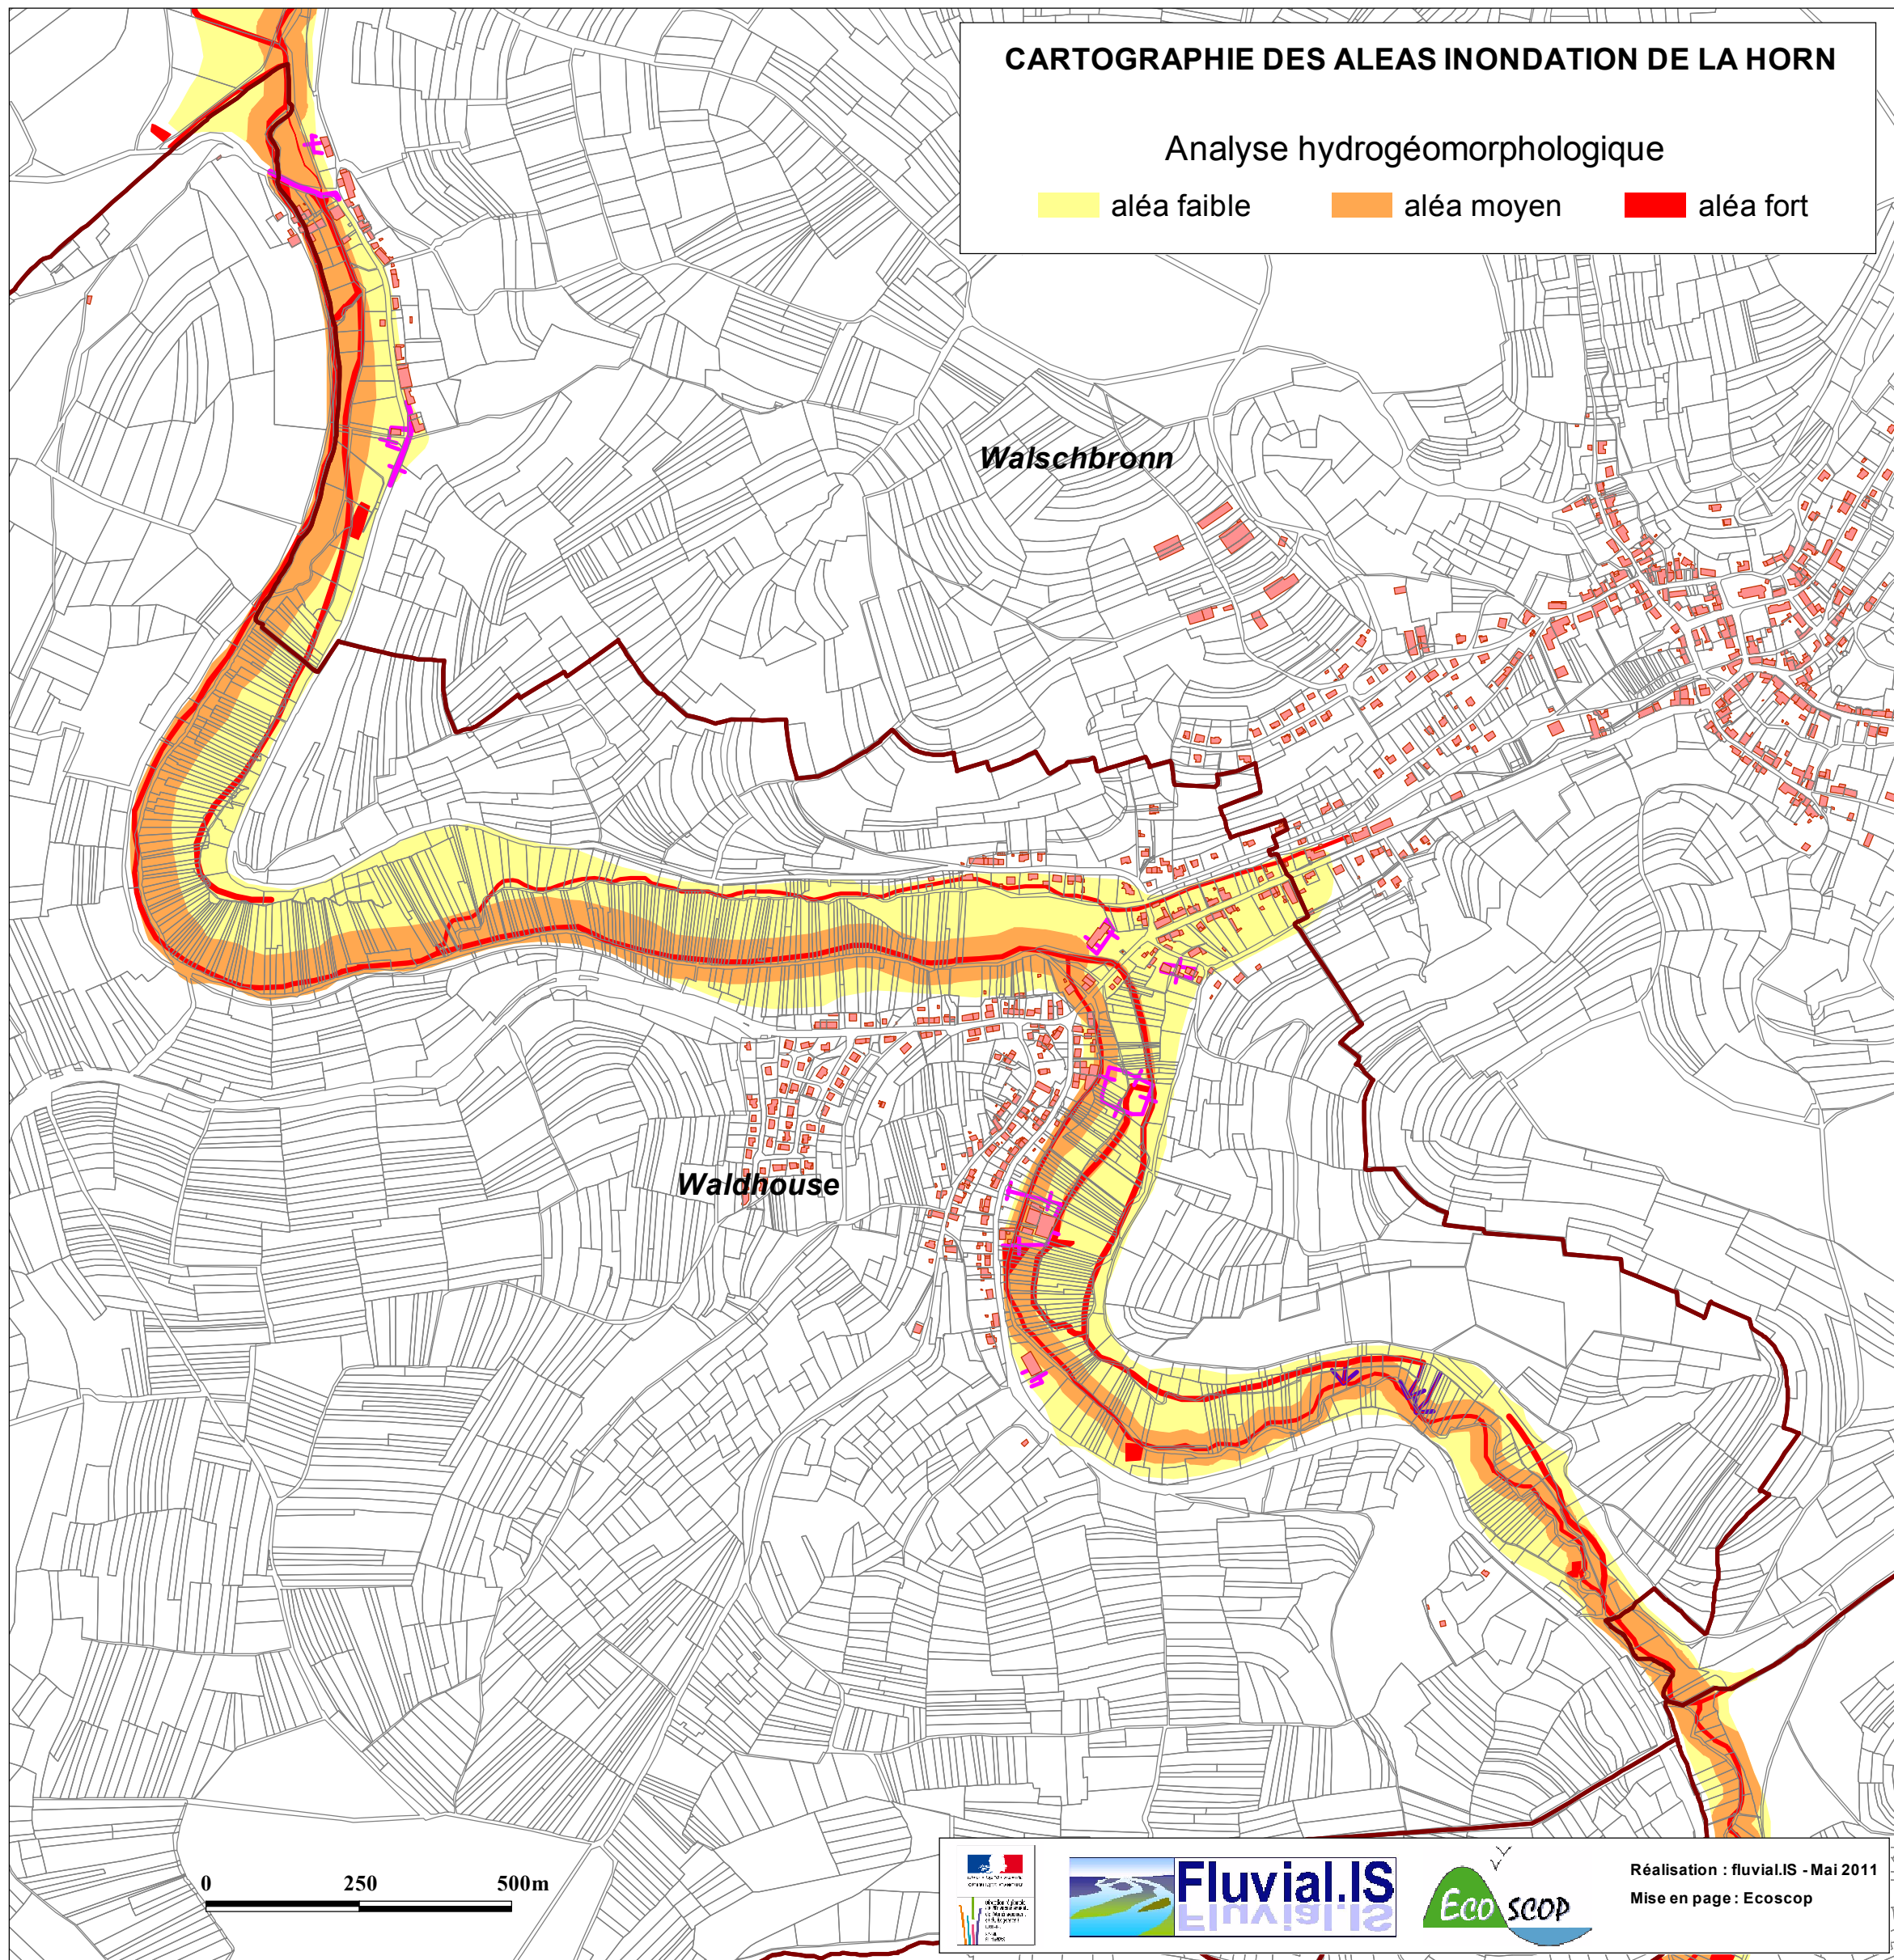 CARTOGRAPHIE DES ALEAS INONDATION DE LA HORN
Analyse hydrogéomorphologique
aléa faible aléa moyen aléa fort
Walschbronn
Waldhouse
0 250 500m
Fluvial.IS
ECO SCOP
Réalisation : fluvial.IS - Mai 2011
Mise en page : Ecoscop